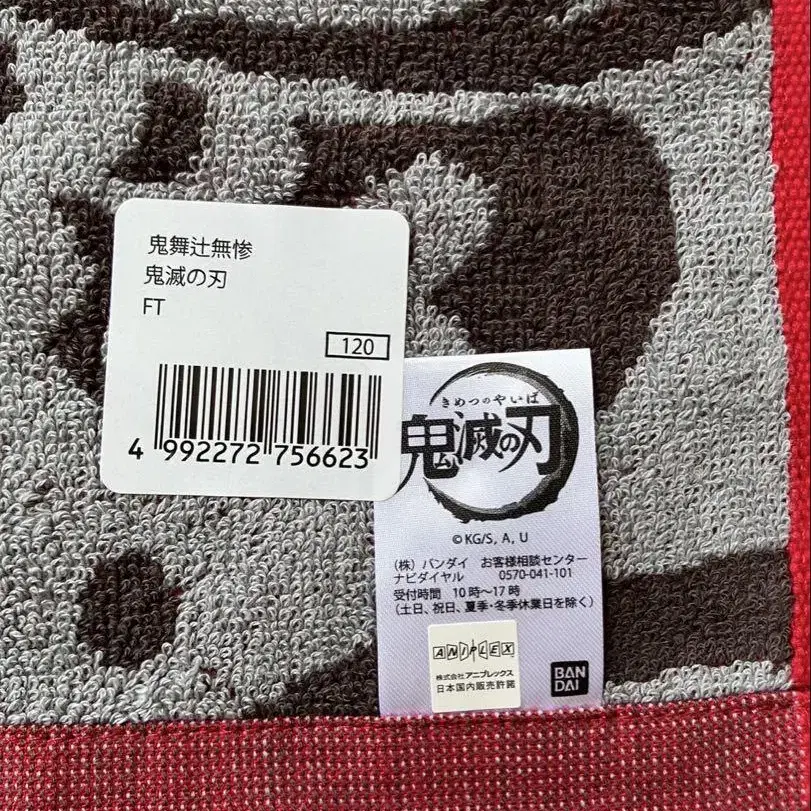 鬼舞辻無惨
鬼滅の刃
FT
120
4 992272 756623
きめつのやいば
鬼滅の刃
©KG/S, A, U
(株) バンダイ お客様相談センター
ナビダイヤル 0570-041-101
受付時間 10時～17時
(土日、祝日、夏季・冬季休業日を除く)
ANIPLEX
株式会社アニプレックス
日本国内販売許諾
BAN
DAI